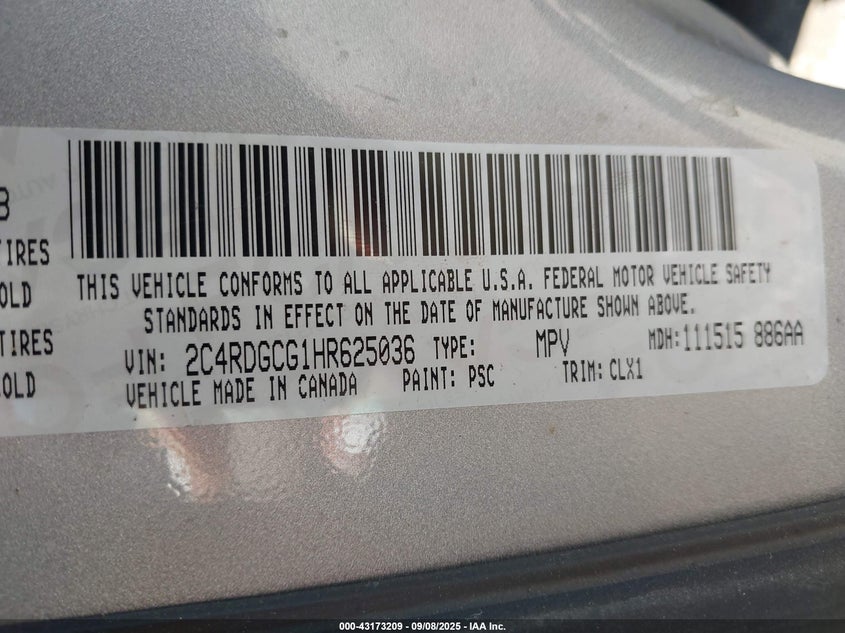 B
TIRES
OLD
TIRES
COLD
THIS VEHICLE CONFORMS TO ALL APPLICABLE U.S.A. FEDERAL MOTOR VEHICLE SAFETY
STANDARDS IN EFFECT ON THE DATE OF MANUFACTURE SHOWN ABOVE.
VIN: 2C4RDGCG1HR625036 TYPE: MPV MDH:111515 886AA
VEHICLE MADE IN CANADA PAINT: PSC TRIM: CLX1
000-43173209 - 09/08/2025 - IAA Inc.